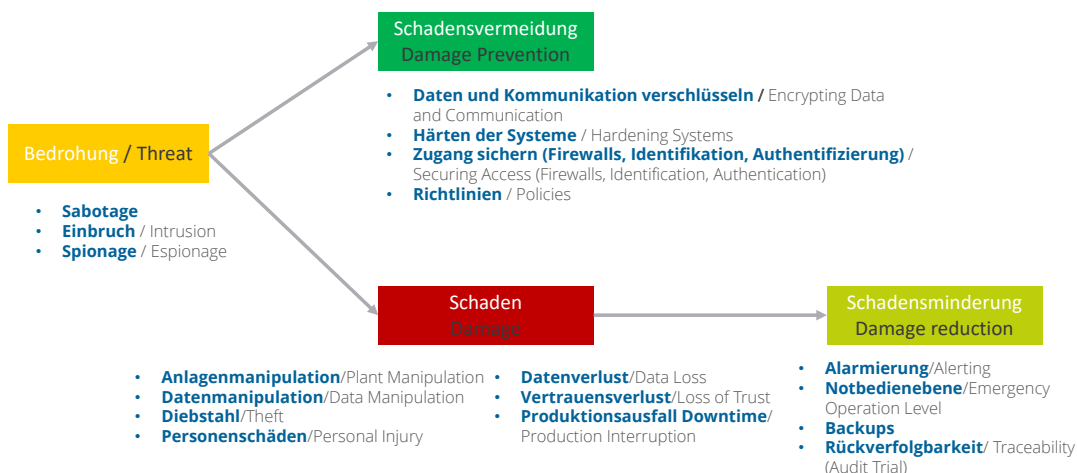 Schadensvermeidung
Damage Prevention
• Daten und Kommunikation verschlüsseln / Encrypting Data
and Communication
• Härten der Systeme / Hardening Systems
• Zugang sichern (Firewalls, Identifikation, Authentifizierung) /
Securing Access (Firewalls, Identification, Authentication)
• Richtlinien / Policies
Bedrohung / Threat
• Sabotage
• Einbruch / Intrusion
• Spionage / Espionage
Schaden
Damage
• Anlagenmanipulation/Plant Manipulation
• Datenmanipulation/Data Manipulation
• Diebstahl/Theft
• Personenschäden/Personal Injury
• Datenverlust/Data Loss
• Vertrauensverlust/Loss of Trust
• Produktionsausfall Downtime/
Production Interruption
Schadensminderung
Damage reduction
• Alarmierung/Alerting
• Notbedienebene/Emergency
Operation Level
• Backups
• Rückverfolgbarkeit/ Traceability
(Audit Trial)